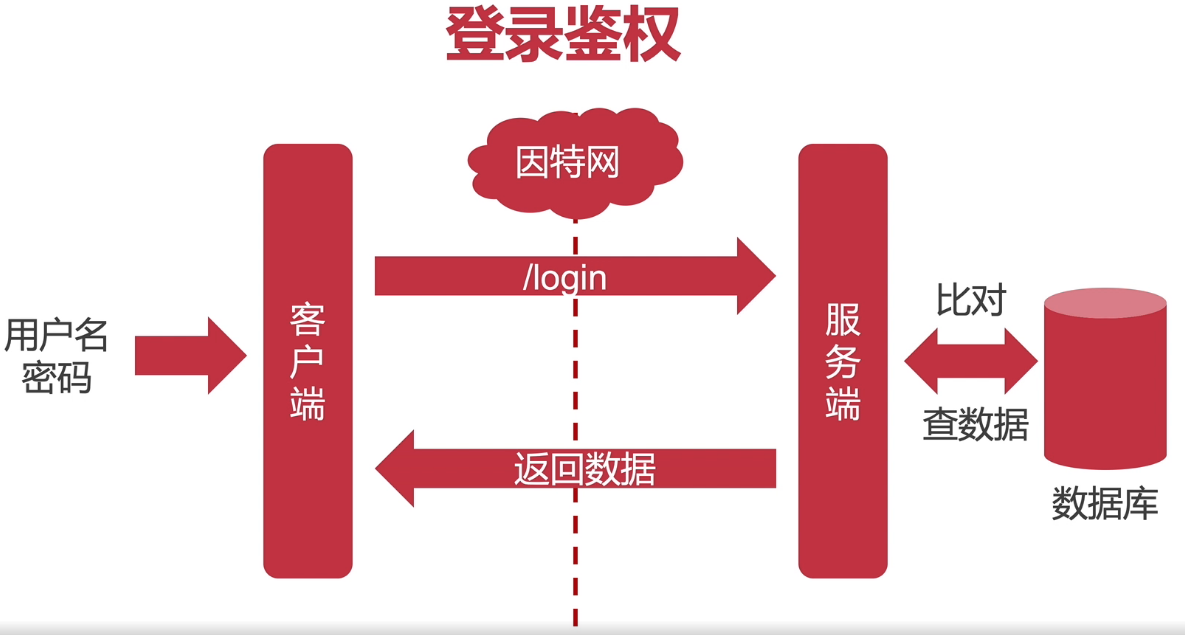 登录鉴权
因特网
/login
用户名
密码
客户端
服务端
比对
查数据
返回数据
数据库